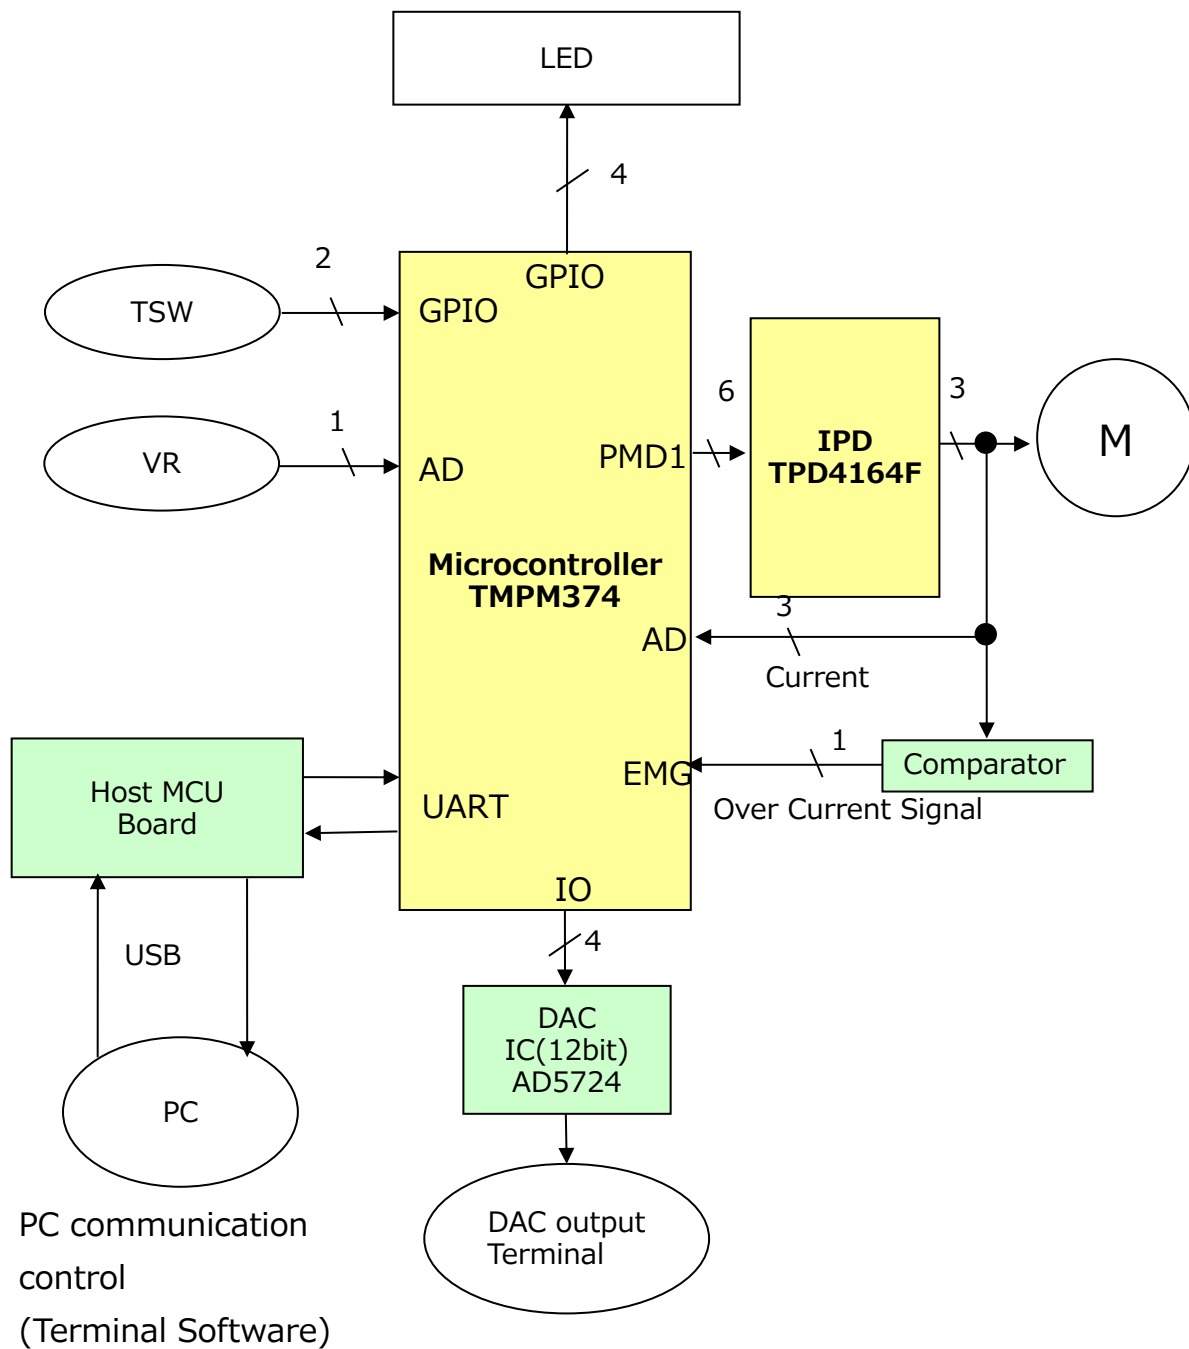 LED
4
2
GPIO
TSW
GPIO
6
3
1
VR
AD
PMD1
IPD
TPD4164F
M
Microcontroller
TMPM374
3
AD
Current
1
Host MCU
Board
EMG
Comparator
UART
Over Current Signal
IO
USB
4
DAC
IC(12bit)
AD5724
PC
DAC output
Terminal
PC communication
control
(Terminal Software)